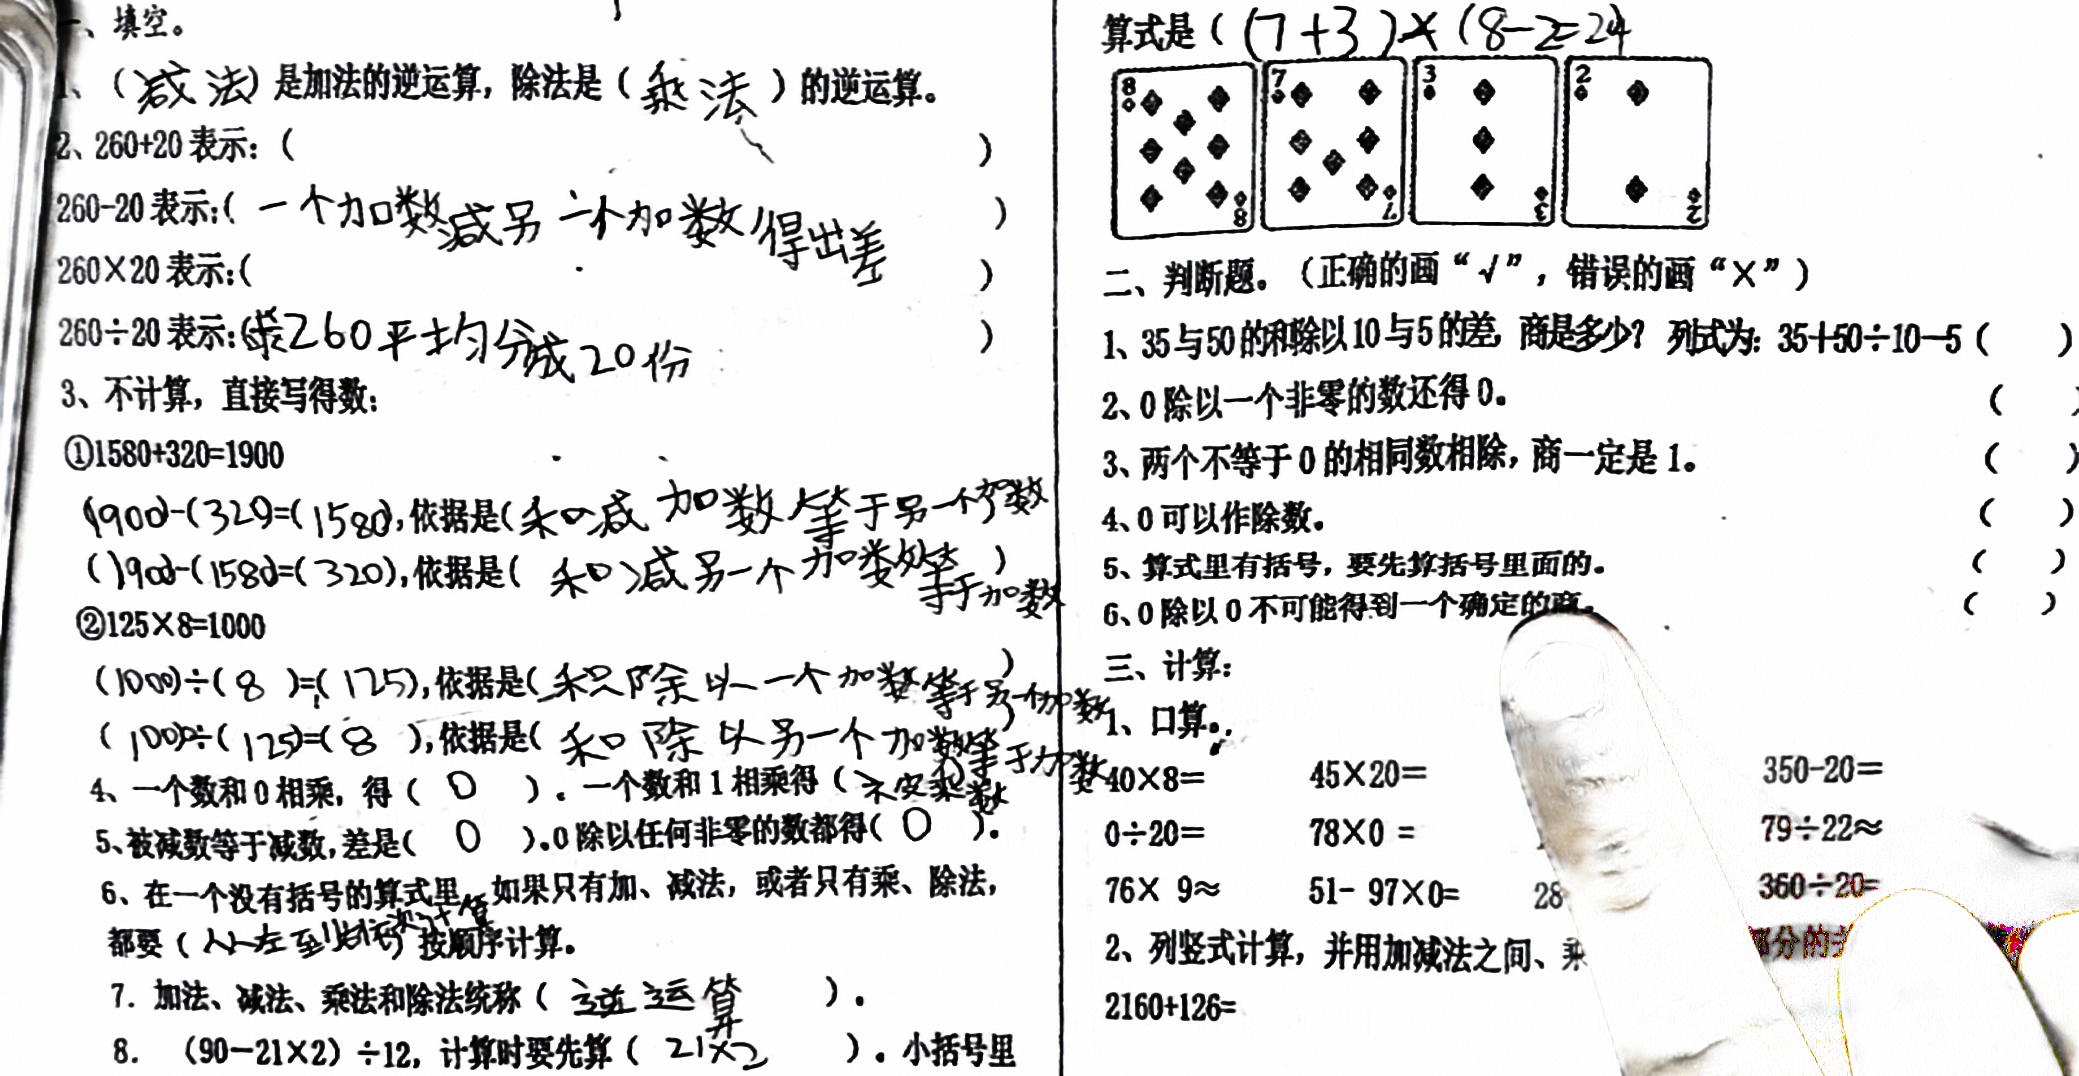 一、填空。
1、（减法）是加法的逆运算，除法是（乘法）的逆运算。
2、260+20表示：（ ）
260-20表示:(一个加数减另一个加数得出差)
260×20表示:( )
260÷20表示:(把260平均分成20份)
3、不计算，直接写得数:
①1580+320=1900
(1900)-(320)=(1580),依据是(和减加数等于另一个加数
(1900)-(1580)=(320),依据是(和减另一个加数等于加数)
②125×8=1000
(1000)÷(8)=(125),依据是(和除以一个加数等于另一个加数)
(1000)÷(125)=(8),依据是(和除以另一个加数等于加数)
4、一个数和0相乘，得（0）。一个数和1相乘得（
5、被减数等于减数,差是(0)。0除以任何非零的数都得(0)。
6、在一个没有括号的算式里，如果只有加、减法，或者只有乘、除法，
都要（从左至 ）按顺序计算。
7. 加法、减法、乘法和除法统称（逆运算）.
8. （90-21×2）÷12，计算时要先算（21×2）。小括号里
算式是（(7+3)×(8-2=24
8 7 3 2
8 7 3 2
二、判断题。（正确的画“√”，错误的画“×”）
1、35与50的和除以10与5的差，商是多少？ 列式为：35+50÷10-5（ ）
2、0除以一个非零的数还得0。 （ ）
3、两个不等于0的相同数相除，商一定是1。 （ ）
4、0可以作除数。 （ ）
5、算式里有括号，要先算括号里面的。 （ ）
6、0除以0不可能得到一个确定的商。 （ ）
三、计算:
1、口算。
40×8= 45×20= 350-20=
0÷20= 78×0 = 79÷22≈
76× 9≈ 51- 97×0= 28 360÷20=
2、列竖式计算，并用加减法之间、乘 部分的
2160+126=